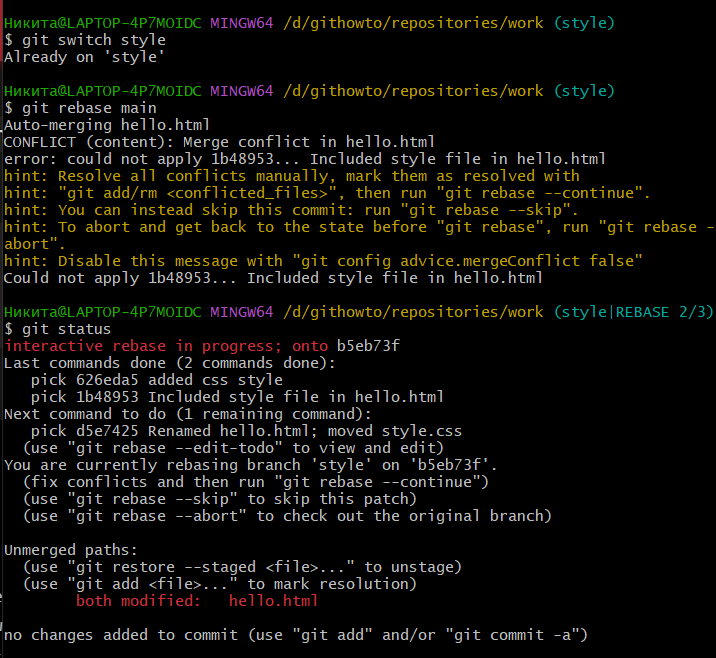 Никита@LAPTOP-4P7MOIDC MINGW64 /d/githowto/repositories/work (style)
$ git switch style
Already on 'style'
Никита@LAPTOP-4P7MOIDC MINGW64 /d/githowto/repositories/work (style)
$ git rebase main
Auto-merging hello.html
CONFLICT (content): Merge conflict in hello.html
error: could not apply 1b48953... Included style file in hello.html
hint: Resolve all conflicts manually, mark them as resolved with
hint: "git add/rm <conflicted_files>", then run "git rebase --continue".
hint: You can instead skip this commit: run "git rebase --skip".
hint: To abort and get back to the state before "git rebase", run "git rebase -
abort".
hint: Disable this message with "git config advice.mergeConflict false"
Could not apply 1b48953... Included style file in hello.html
Никита@LAPTOP-4P7MOIDC MINGW64 /d/githowto/repositories/work (style|REBASE 2/3)
$ git status
interactive rebase in progress; onto b5eb73f
Last commands done (2 commands done):
   pick 626eda5 added css style
   pick 1b48953 Included style file in hello.html
Next command to do (1 remaining command):
   pick d5e7425 Renamed hello.html; moved style.css
  (use "git rebase --edit-todo" to view and edit)
You are currently rebasing branch 'style' on 'b5eb73f'.
  (fix conflicts and then run "git rebase --continue")
  (use "git rebase --skip" to skip this patch)
  (use "git rebase --abort" to check out the original branch)
Unmerged paths:
  (use "git restore --staged <file>..." to unstage)
  (use "git add <file>..." to mark resolution)
        both modified:   hello.html
no changes added to commit (use "git add" and/or "git commit -a")